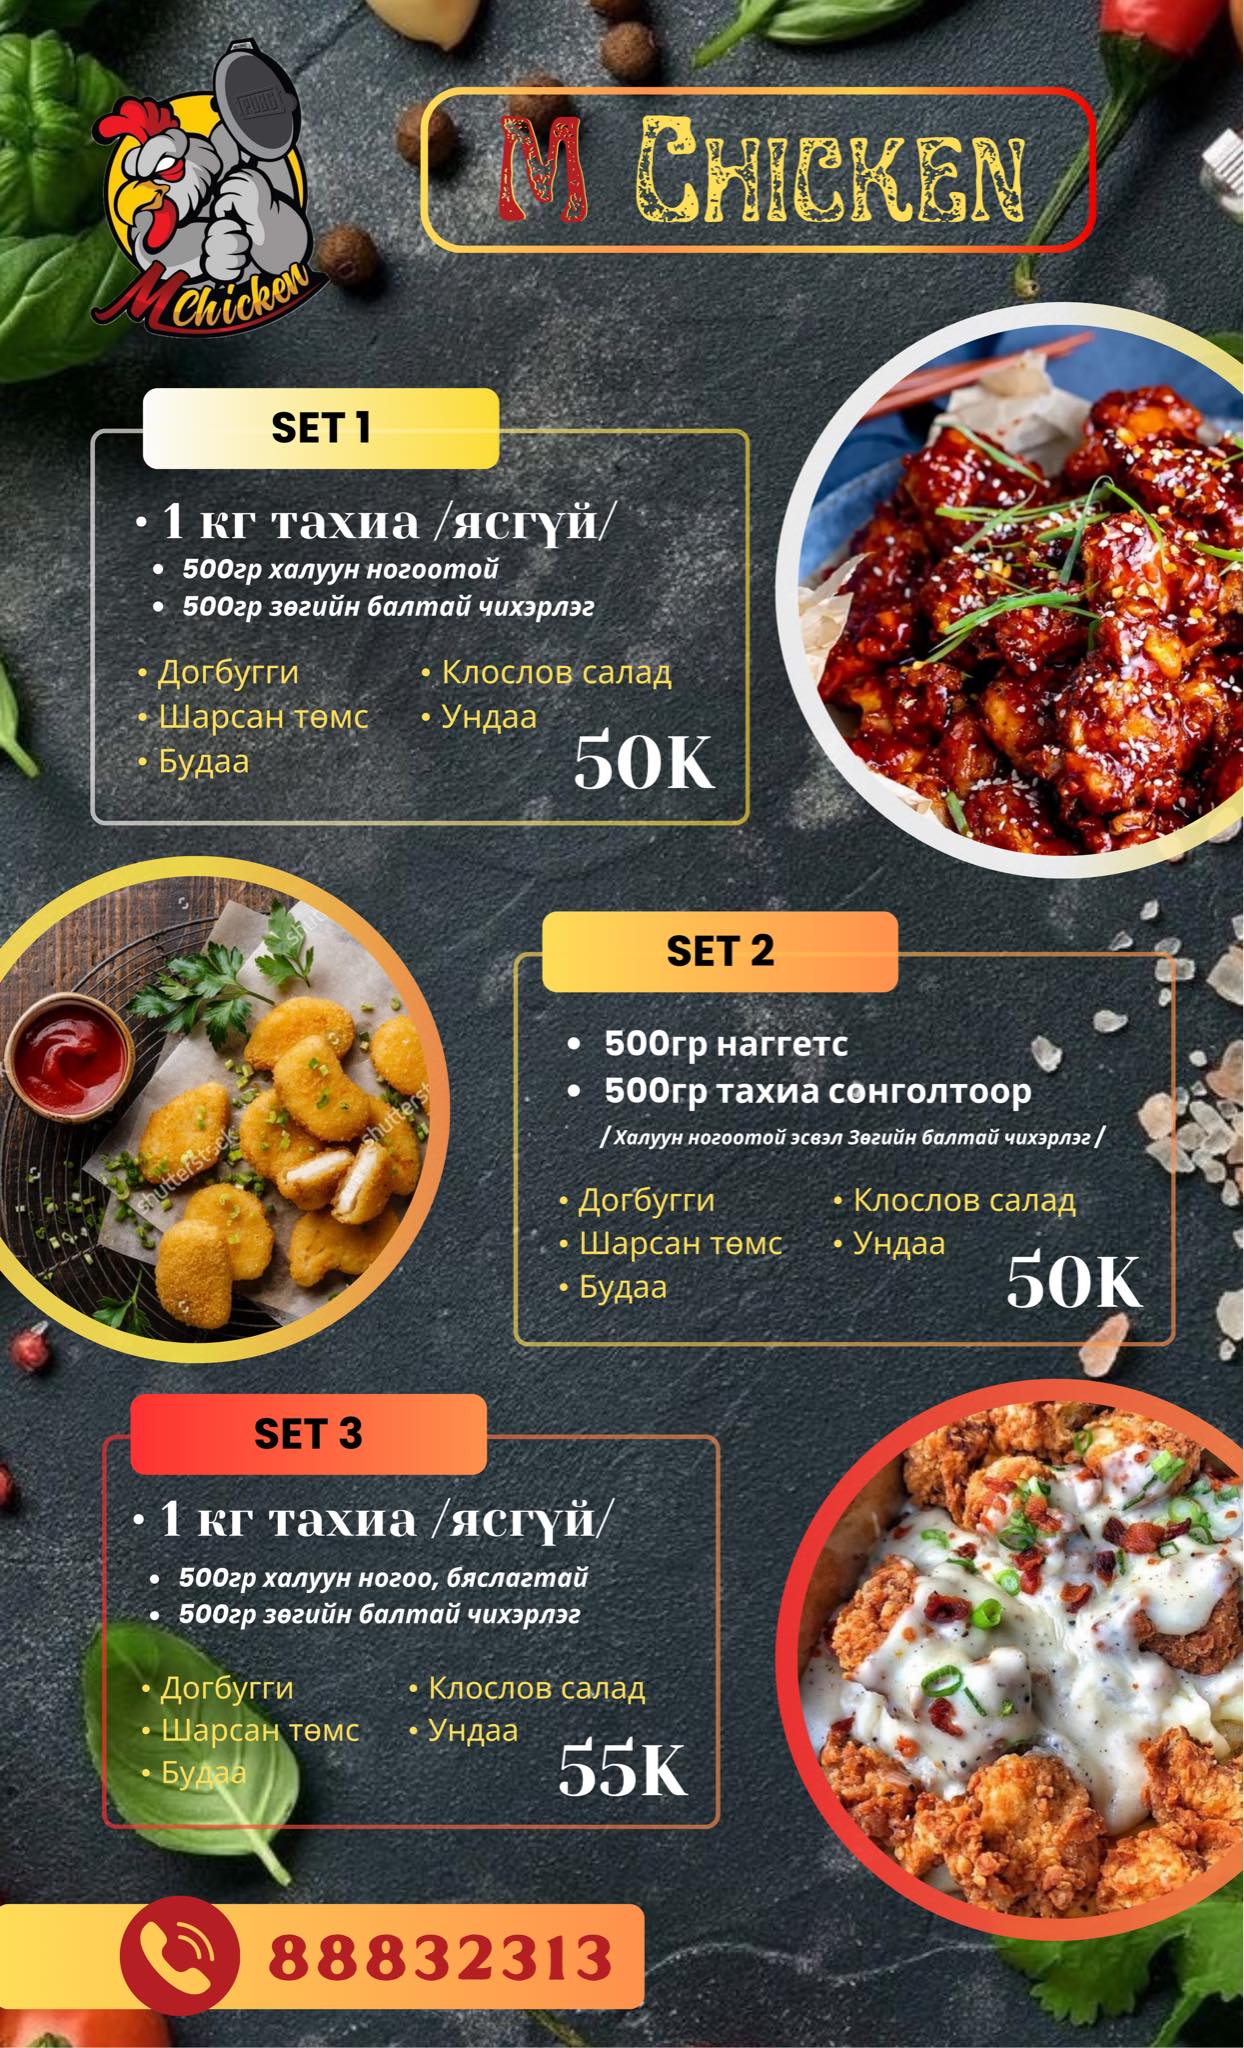 PUBG
M Chicken
M CHICKEN
SET 1
• 1 кг тахиа /ясгүй/
• 500гр халуун ногоотой
• 500гр зөгийн балтай чихэрлэг
• Догбугги
• Шарсан төмс
• Будаа
• Клослов салад
• Ундаа
50K
shutterstock
shutterst
SET 2
• 500гр наггетс
• 500гр тахиа сонголтоор
/Халуун ногоотой эсвэл Зөгийн балтай чихэрлэг/
• Догбугги
• Шарсан төмс
• Будаа
• Клослов салад
• Ундаа
50K
SET 3
• 1 кг тахиа /ясгүй/
• 500гр халуун ногоо, бяслагтай
• 500гр зөгийн балтай чихэрлэг
• Догбугги
• Шарсан төмс
• Будаа
• Клослов салад
• Ундаа
55K
88832313